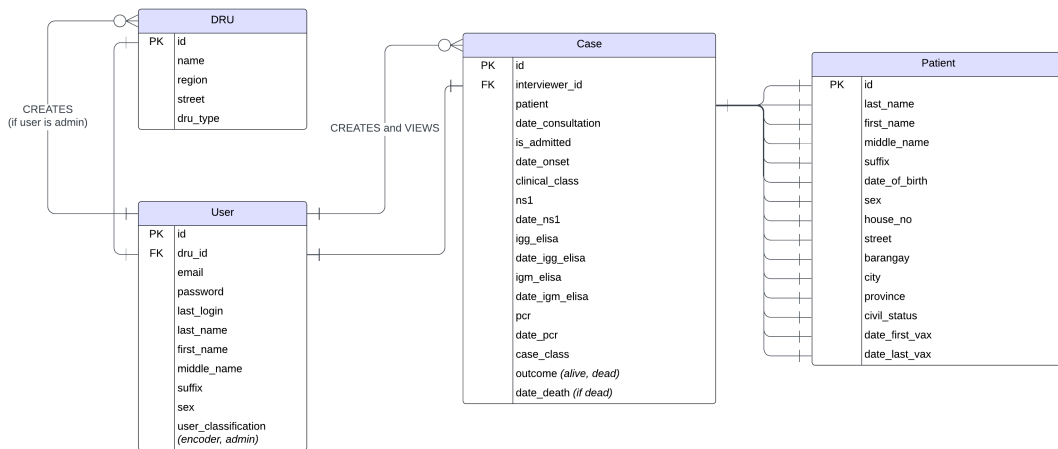 DRU
PK id
name
region
street
dru_type
CREATES
(if user is admin)
User
PK id
FK dru_id
email
password
last_login
last_name
first_name
middle_name
suffix
sex
user_classification
(encoder, admin)
CREATES and VIEWS
Case
PK id
FK interviewer_id
patient
date_consultation
is_admitted
date_onset
clinical_class
ns1
date_ns1
igg_elisa
date_igg_elisa
igm_elisa
date_igm_elisa
pcr
date_pcr
case_class
outcome (alive, dead)
date_death (if dead)
Patient
PK id
last_name
first_name
middle_name
suffix
date_of_birth
sex
house_no
street
barangay
city
province
civil_status
date_first_vax
date_last_vax